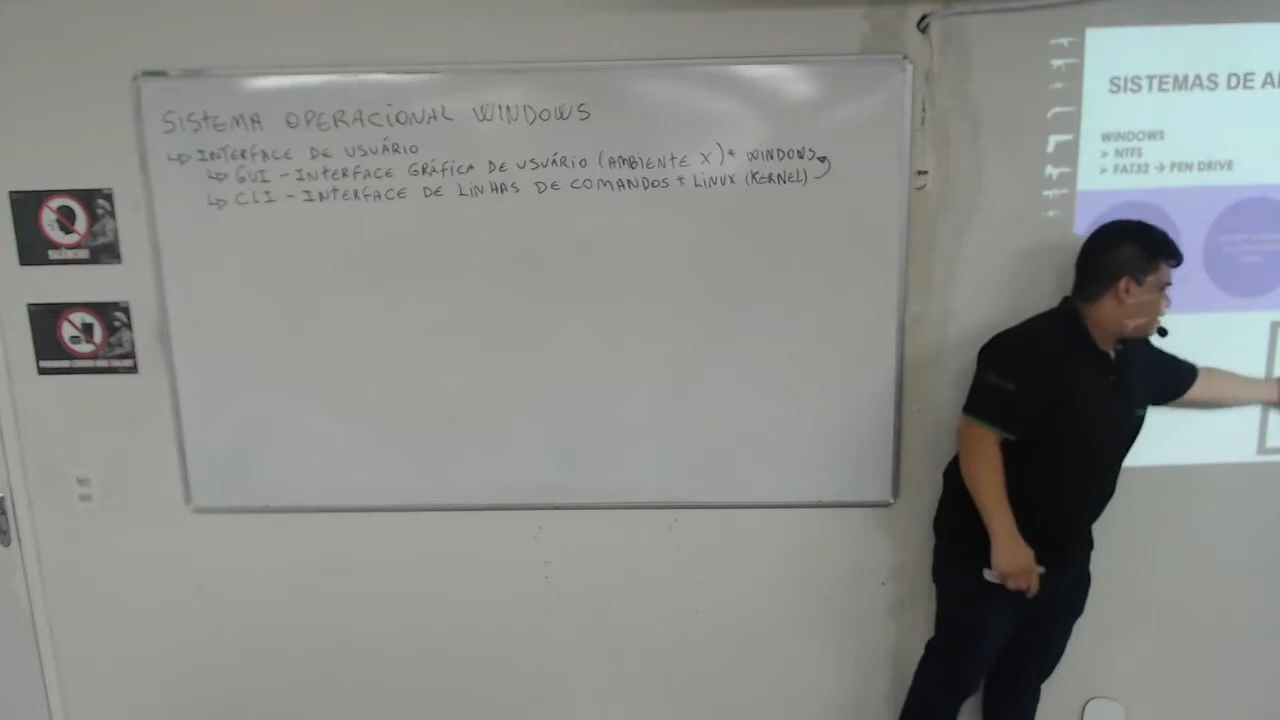 SISTEMA OPERACIONAL WINDOWS
↳ INTERFACE DE USUÁRIO
↳ GUI - INTERFACE GRÁFICA DE USUÁRIO (AMBIENTE X) * WINDOWS
↳ CLI - INTERFACE DE LINHAS DE COMANDOS * LINUX (KERNEL)
SISTEMAS DE A
WINDOWS
➢ NTFS
➢ FAT32 → PEN DRIVE
SILÊNCIO